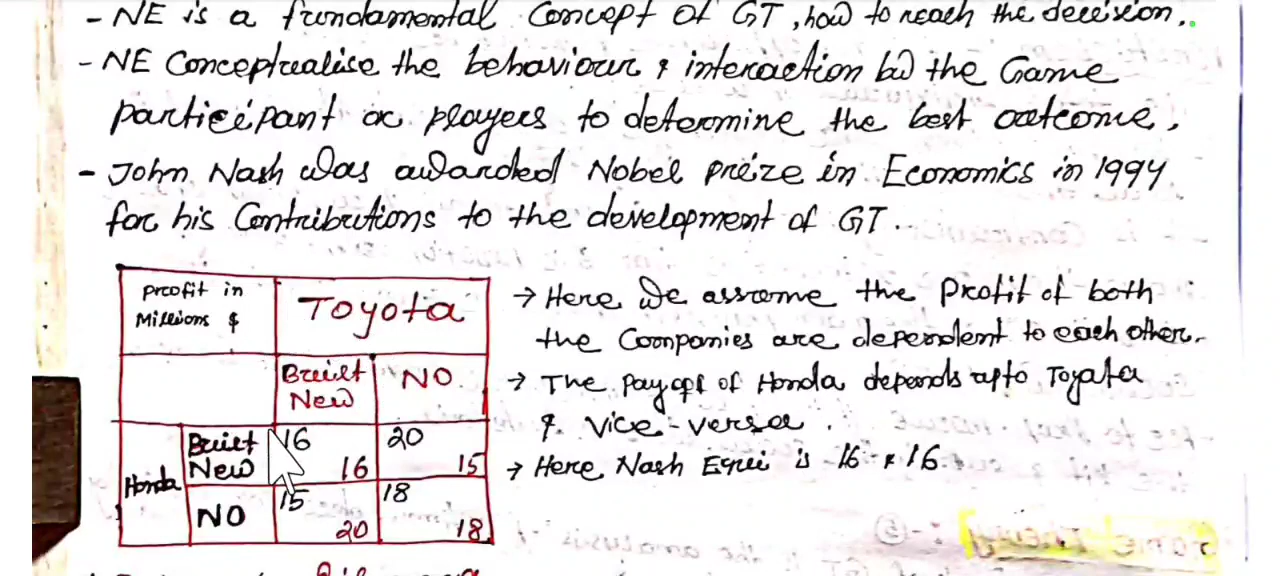 - NE is a fundamental concept of GT, how to reach the decision..
- NE Conceptualise the behaviour & interaction bw the Game
participant or players to determine the best outcome.
- John Nash was awarded Nobel prize in Economics in 1994
for his Contributions to the development of GT..
Profit in
Millions $
Toyota
Built
New
NO
Honda
Built
New
16
16
20
15
NO
15
20
18
18
→ Here we assume the Profit of both
the Companies are dependent to each other.
→ The payoff of Honda depends upto Toyata
& Vice-versa.
→ Here Nash Equi is 16 & 16.